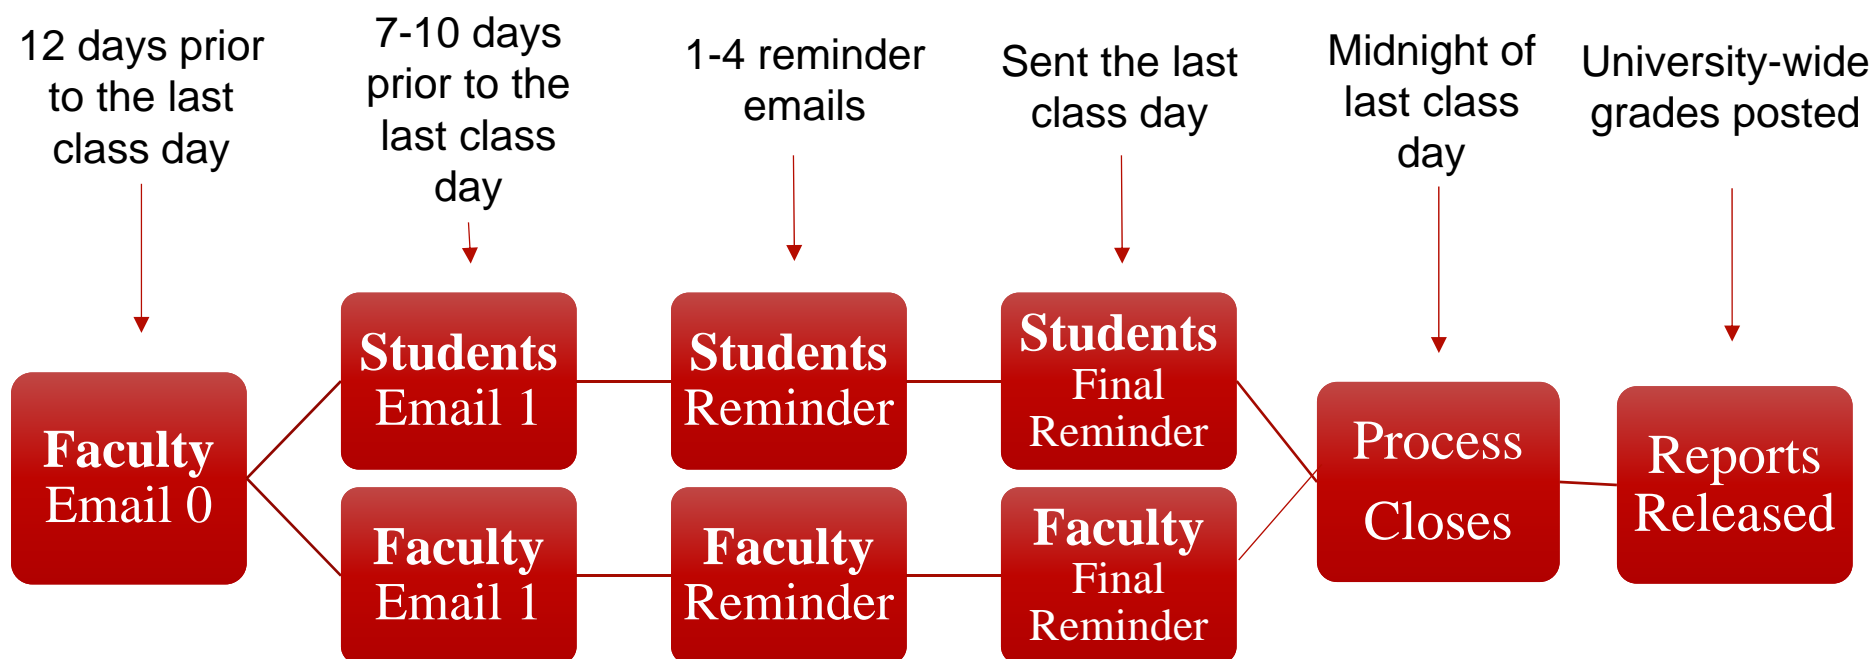 12 days prior
to the last
class day
7-10 days
prior to the
last class
day
1-4 reminder
emails
Sent the last
class day
Midnight of
last class
day
University-wide
grades posted
Faculty
Email 0
Students
Email 1
Students
Reminder
Students
Final
Reminder
Faculty
Email 1
Faculty
Reminder
Faculty
Final
Reminder
Process
Closes
Reports
Released